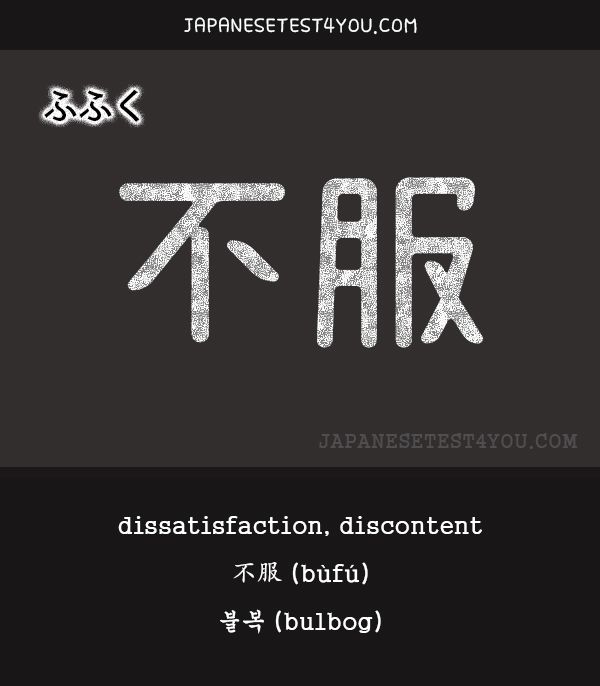 JAPANESETEST4YOU.COM
ふふく
不服
JAPANESETEST4YOU.COM
dissatisfaction, discontent
不服 (bùfú)
불복 (bulbog)